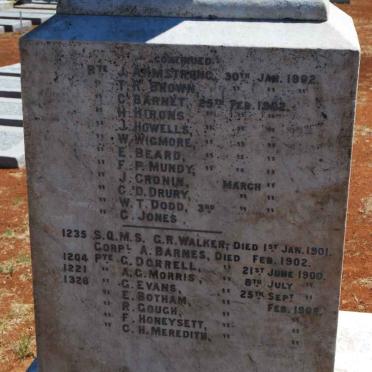 CONTINUED.
PTE J. ARMSTRONG, 30TH JAN. 1902.
" T. R. BROWN, " " "
" C. BARNET, 25TH FEB. 1902.
" H. HIRONS, " " "
" J. HOWELLS, " " "
" W. WIGMORE, " " "
" E. BEARD, " " "
" F. P. MUNDY, " " "
" J. CRONIN, " MARCH "
" C. D. DRURY, " " "
" W. T. DODD, 3RD " "
" C. JONES " "
1235 S.Q.M.S. G.R. WALKER, DIED 1ST JAN. 1901.
CORPL A. BARNES, DIED FEB. 1902.
1204 PTE G. DORRELL, " 21ST JUNE 1900.
1221 " A. G. MORRIS, " 8TH JULY "
1328 " G. EVANS, " 25TH SEPT "
" E. BOTHAM, " FEB.
" R. GOUGH, " "
" F. HONEYSETT, " "
" C. H. MEREDITH, " "